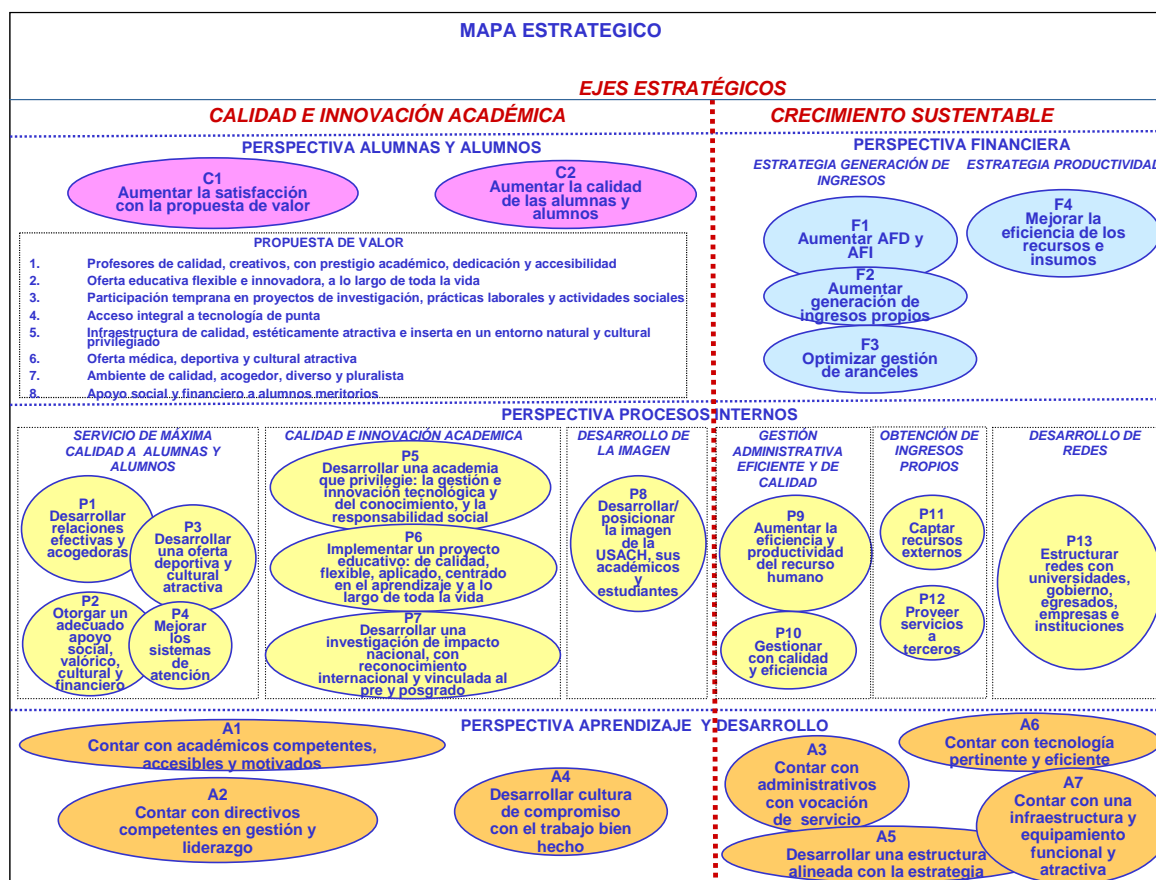 MAPA ESTRATEGICO
EJES ESTRATÉGICOS
CALIDAD E INNOVACIÓN ACADÉMICA
CRECIMIENTO SUSTENTABLE
PERSPECTIVA ALUMNAS Y ALUMNOS
C1
Aumentar la satisfacción
con la propuesta de valor
C2
Aumentar la calidad
de las alumnas y
alumnos
PROPUESTA DE VALOR
1. Profesores de calidad, creativos, con prestigio académico, dedicación y accesibilidad
2. Oferta educativa flexible e innovadora, a lo largo de toda la vida
3. Participación temprana en proyectos de investigación, prácticas laborales y actividades sociales
4. Acceso integral a tecnología de punta
5. Infraestructura de calidad, estéticamente atractiva e inserta en un entorno natural y cultural
privilegiado
6. Oferta médica, deportiva y cultural atractiva
7. Ambiente de calidad, acogedor, diverso y pluralista
8. Apoyo social y financiero a alumnos meritorios
PERSPECTIVA FINANCIERA
ESTRATEGIA GENERACIÓN DE
INGRESOS
ESTRATEGIA PRODUCTIVIDAD
F1
Aumentar AFD y
AFI
F2
Aumentar
generación de
ingresos propios
F3
Optimizar gestión
de aranceles
F4
Mejorar la
eficiencia de los
recursos e
insumos
PERSPECTIVA PROCESOS INTERNOS
SERVICIO DE MÁXIMA
CALIDAD A ALUMNAS Y
ALUMNOS
P1
Desarrollar
relaciones
efectivas y
acogedoras
P3
Desarrollar
una oferta
deportiva y
cultural
atractiva
P2
Otorgar un
adecuado
apoyo
social,
valórico,
cultural y
financiero
P4
Mejorar
los
sistemas
de
atención
CALIDAD E INNOVACIÓN ACADEMICA
P5
Desarrollar una academia
que privilegie: la gestión e
innovación tecnológica y
del conocimiento, y la
responsabilidad social
P6
Implementar un proyecto
educativo: de calidad,
flexible, aplicado, centrado
en el aprendizaje y a lo
largo de toda la vida
P7
Desarrollar una
investigación de impacto
nacional, con
reconocimiento
internacional y vinculada al
pre y posgrado
DESARROLLO DE
LA IMAGEN
P8
Desarrollar/
posicionar
la imagen
de la
USACH, sus
académicos
y
estudiantes
GESTIÓN
ADMINISTRATIVA
EFICIENTE Y DE
CALIDAD
P9
Aumentar la
eficiencia y
productividad
del recurso
humano
P10
Gestionar
con calidad
y eficiencia
OBTENCIÓN DE
INGRESOS
PROPIOS
P11
Captar
recursos
externos
P12
Proveer
servicios
a
terceros
DESARROLLO DE
REDES
P13
Estructurar
redes con
universidades,
gobierno,
egresados,
empresas e
instituciones
PERSPECTIVA APRENDIZAJE Y DESARROLLO
A1
Contar con académicos competentes,
accesibles y motivados
A2
Contar con directivos
competentes en gestión y
liderazgo
A4
Desarrollar cultura
de compromiso
con el trabajo bien
hecho
A3
Contar con
administrativos
con vocación
de servicio
A6
Contar con tecnología
pertinente y eficiente
A5
Desarrollar una estructura
alineada con la estrategia
A7
Contar con una
infraestructura y
equipamiento
funcional y
atractiva